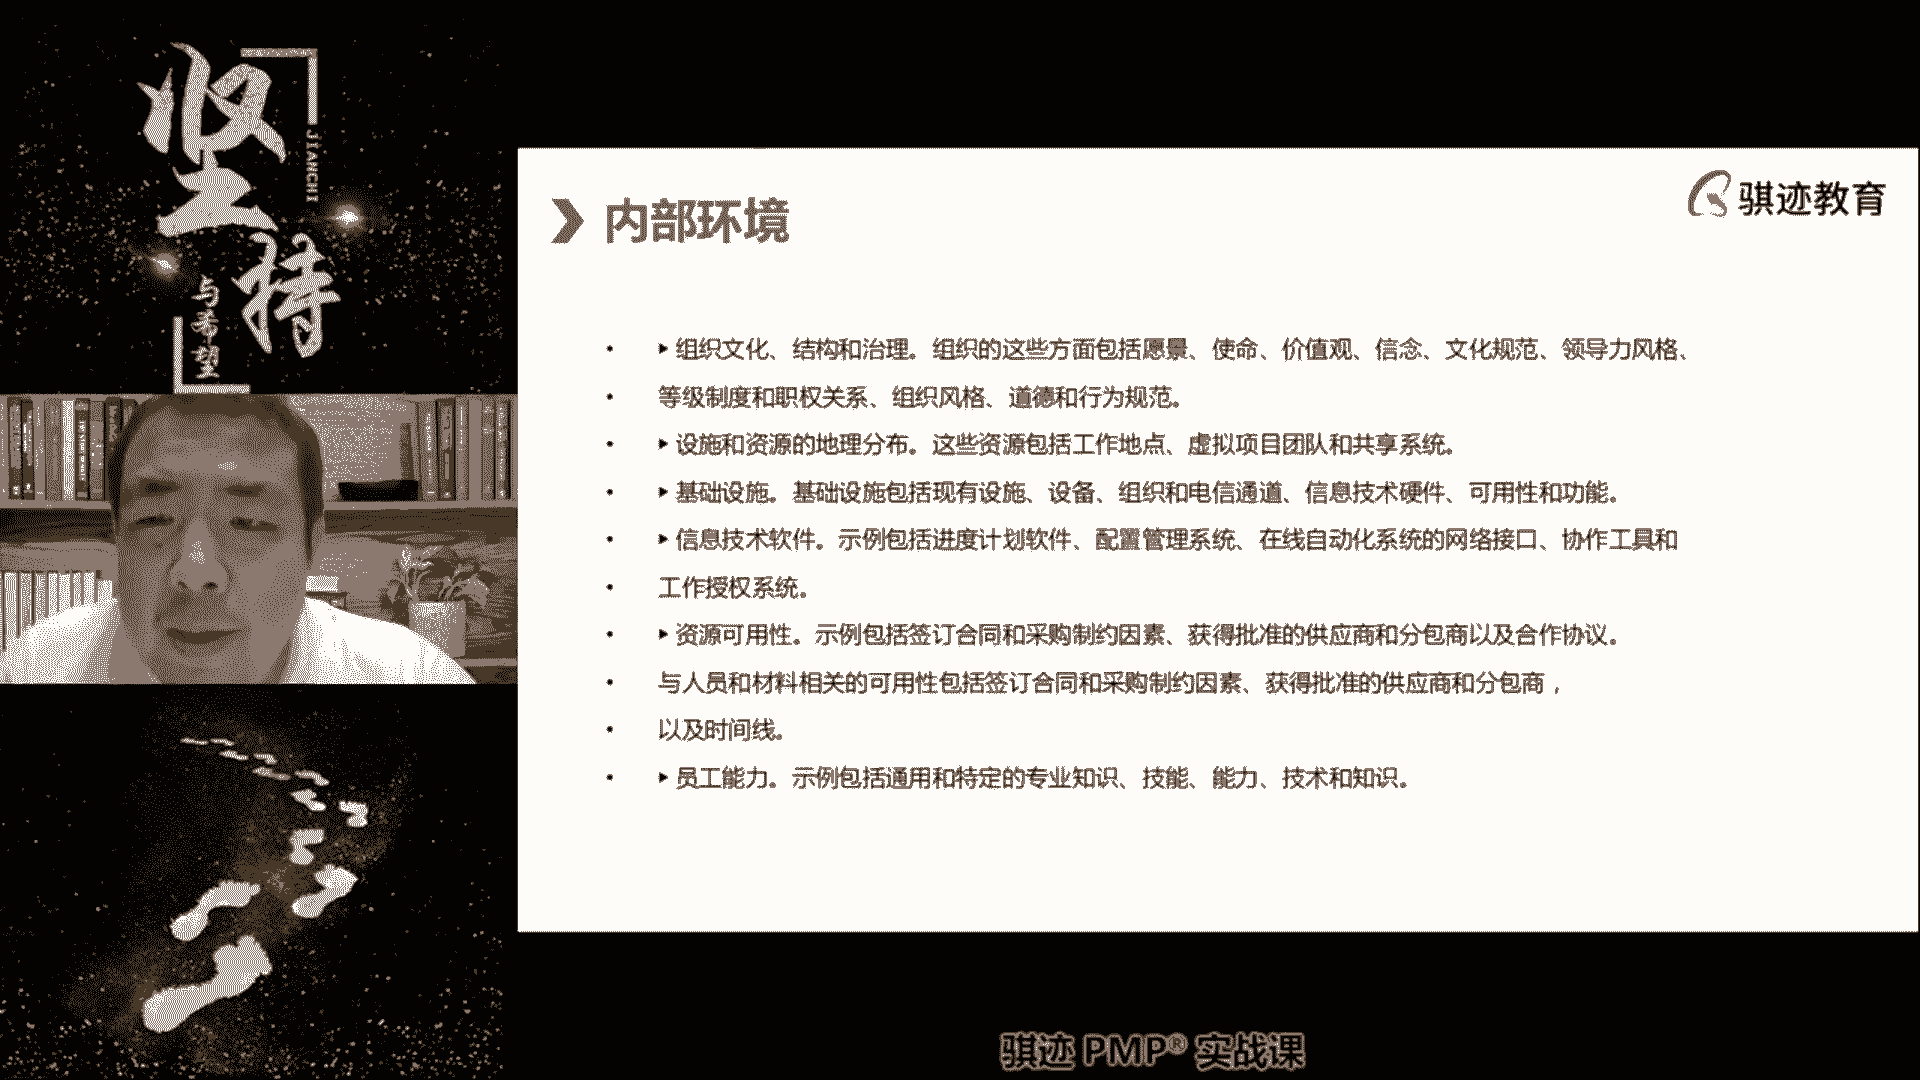 坚持
JIANCHI
与希望
骐迹教育
内部环境
• ▸ 组织文化、结构和治理。组织的这些方面包括愿景、使命、价值观、信念、文化规范、领导力风格、
• 等级制度和职权关系、组织风格、道德和行为规范。
• ▸ 设施和资源的地理分布。这些资源包括工作地点、虚拟项目团队和共享系统。
• ▸ 基础设施。基础设施包括现有设施、设备、组织和电信通道、信息技术硬件、可用性和功能。
• ▸ 信息技术软件。示例包括进度计划软件、配置管理系统、在线自动化系统的网络接口、协作工具和
• 工作授权系统。
• ▸ 资源可用性。示例包括签订合同和采购制约因素、获得批准的供应商和分包商以及合作协议。
• 与人员和材料相关的可用性包括签订合同和采购制约因素、获得批准的供应商和分包商，
• 以及时间线。
• ▸ 员工能力。示例包括通用和特定的专业知识、技能、能力、技术和知识。
骐迹 PMP® 实战课